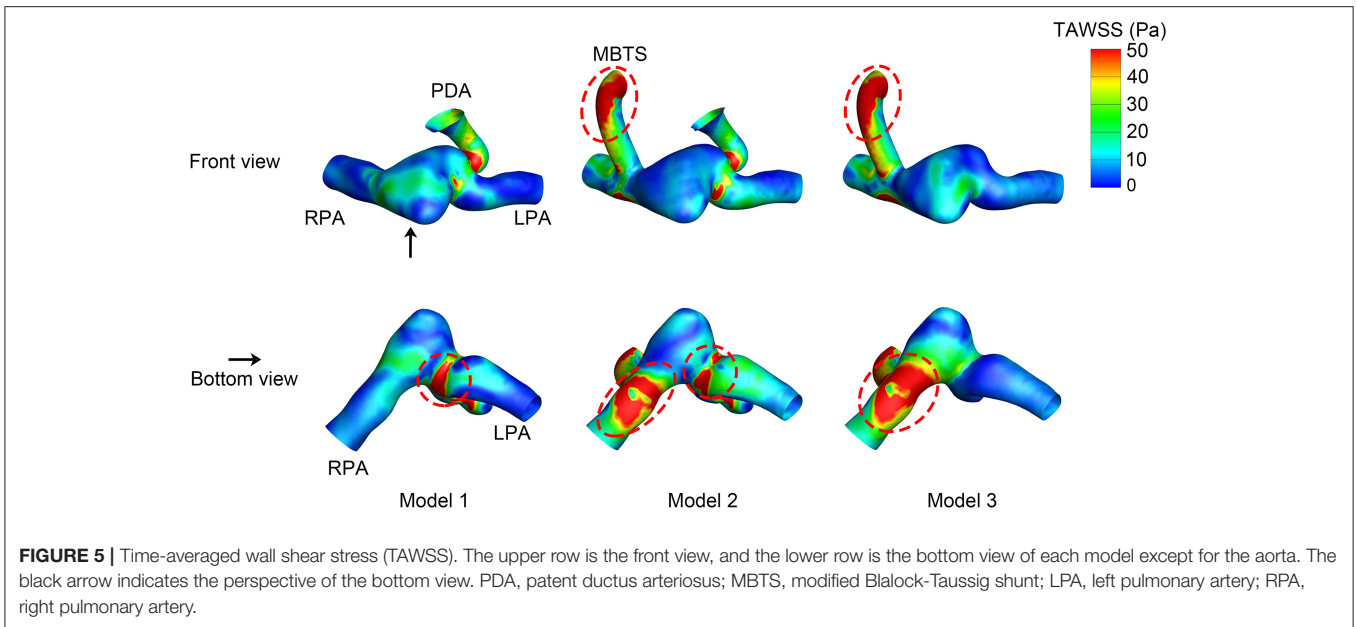 TAWSS (Pa)
50
40
30
20
10
0
MBTS
PDA
Front view
RPA
LPA
Bottom view
LPA
RPA
Model 1
Model 2
Model 3
FIGURE 5 | Time-averaged wall shear stress (TAWSS). The upper row is the front view, and the lower row is the bottom view of each model except for the aorta. The
black arrow indicates the perspective of the bottom view. PDA, patent ductus arteriosus; MBTS, modified Blalock-Taussig shunt; LPA, left pulmonary artery; RPA,
right pulmonary artery.